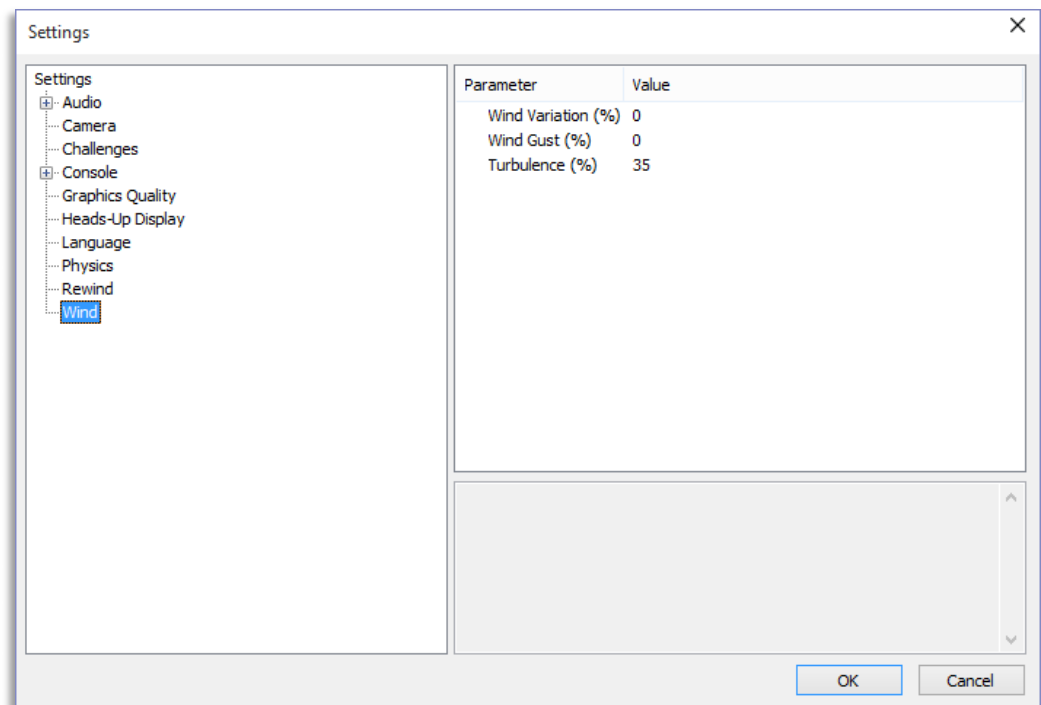 Settings
Settings
Audio
Camera
Challenges
Console
Graphics Quality
Heads-Up Display
Language
Physics
Rewind
Wind
Parameter Value
Wind Variation (%) 0
Wind Gust (%) 0
Turbulence (%) 35
OK Cancel